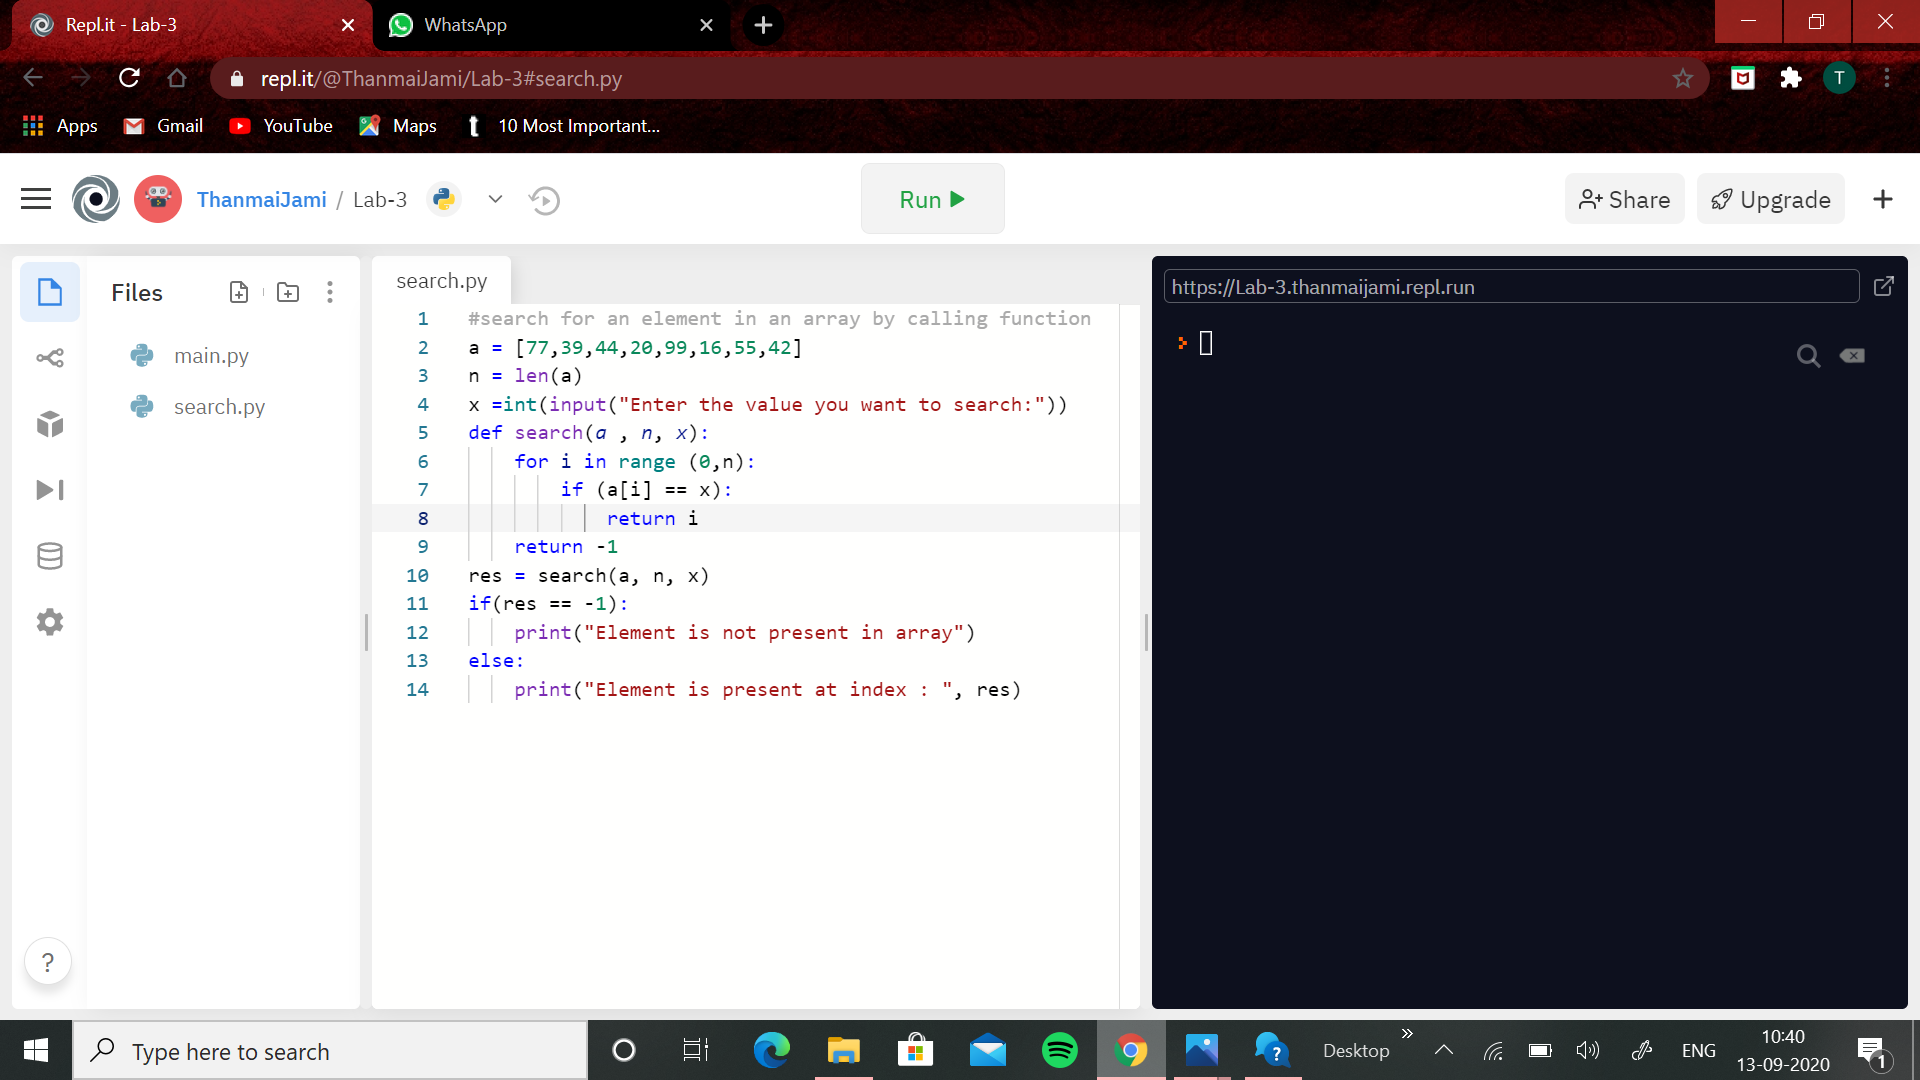 Repl.it - Lab-3
WhatsApp
repl.it/@ThanmaiJami/Lab-3#search.py
T
Apps
Gmail
YouTube
Maps
10 Most Important...
ThanmaiJami / Lab-3
Run
Share
Upgrade
Files
main.py
search.py
search.py
1 #search for an element in an array by calling function
2 a = [77,39,44,20,99,16,55,42]
3 n = len(a)
4 x =int(input("Enter the value you want to search:"))
5 def search(a , n, x):
6 for i in range (0,n):
7 if (a[i] == x):
8 return i
9 return -1
10 res = search(a, n, x)
11 if(res == -1):
12 print("Element is not present in array")
13 else:
14 print("Element is present at index : ", res)
https://Lab-3.thanmaijami.repl.run
?
Type here to search
Desktop
ENG
10:40
13-09-2020
1